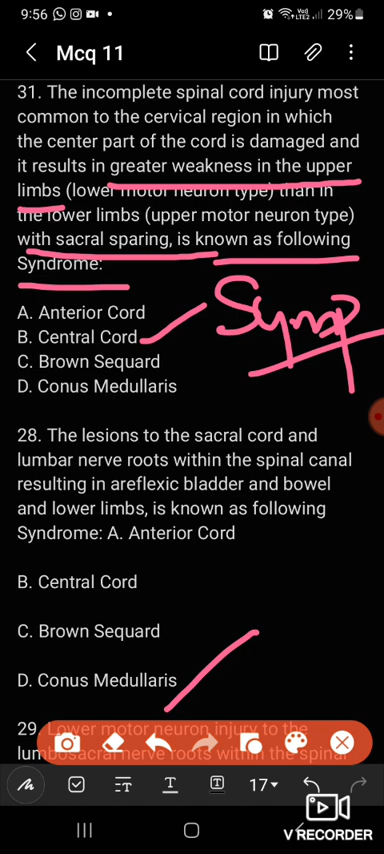 9:56
29%
Mcq 11
31. The incomplete spinal cord injury most
common to the cervical region in which
the center part of the cord is damaged and
it results in greater weakness in the upper
limbs (lower motor neuron type) than in
the lower limbs (upper motor neuron type)
with sacral sparing, is known as following
Syndrome:
A. Anterior Cord
B. Central Cord
C. Brown Sequard
D. Conus Medullaris
28. The lesions to the sacral cord and
lumbar nerve roots within the spinal canal
resulting in areflexic bladder and bowel
and lower limbs, is known as following
Syndrome: A. Anterior Cord
B. Central Cord
C. Brown Sequard
D. Conus Medullaris
29. Lower motor neuron injury to the
lumbosacral nerve roots within the spinal
17
V RECORDER